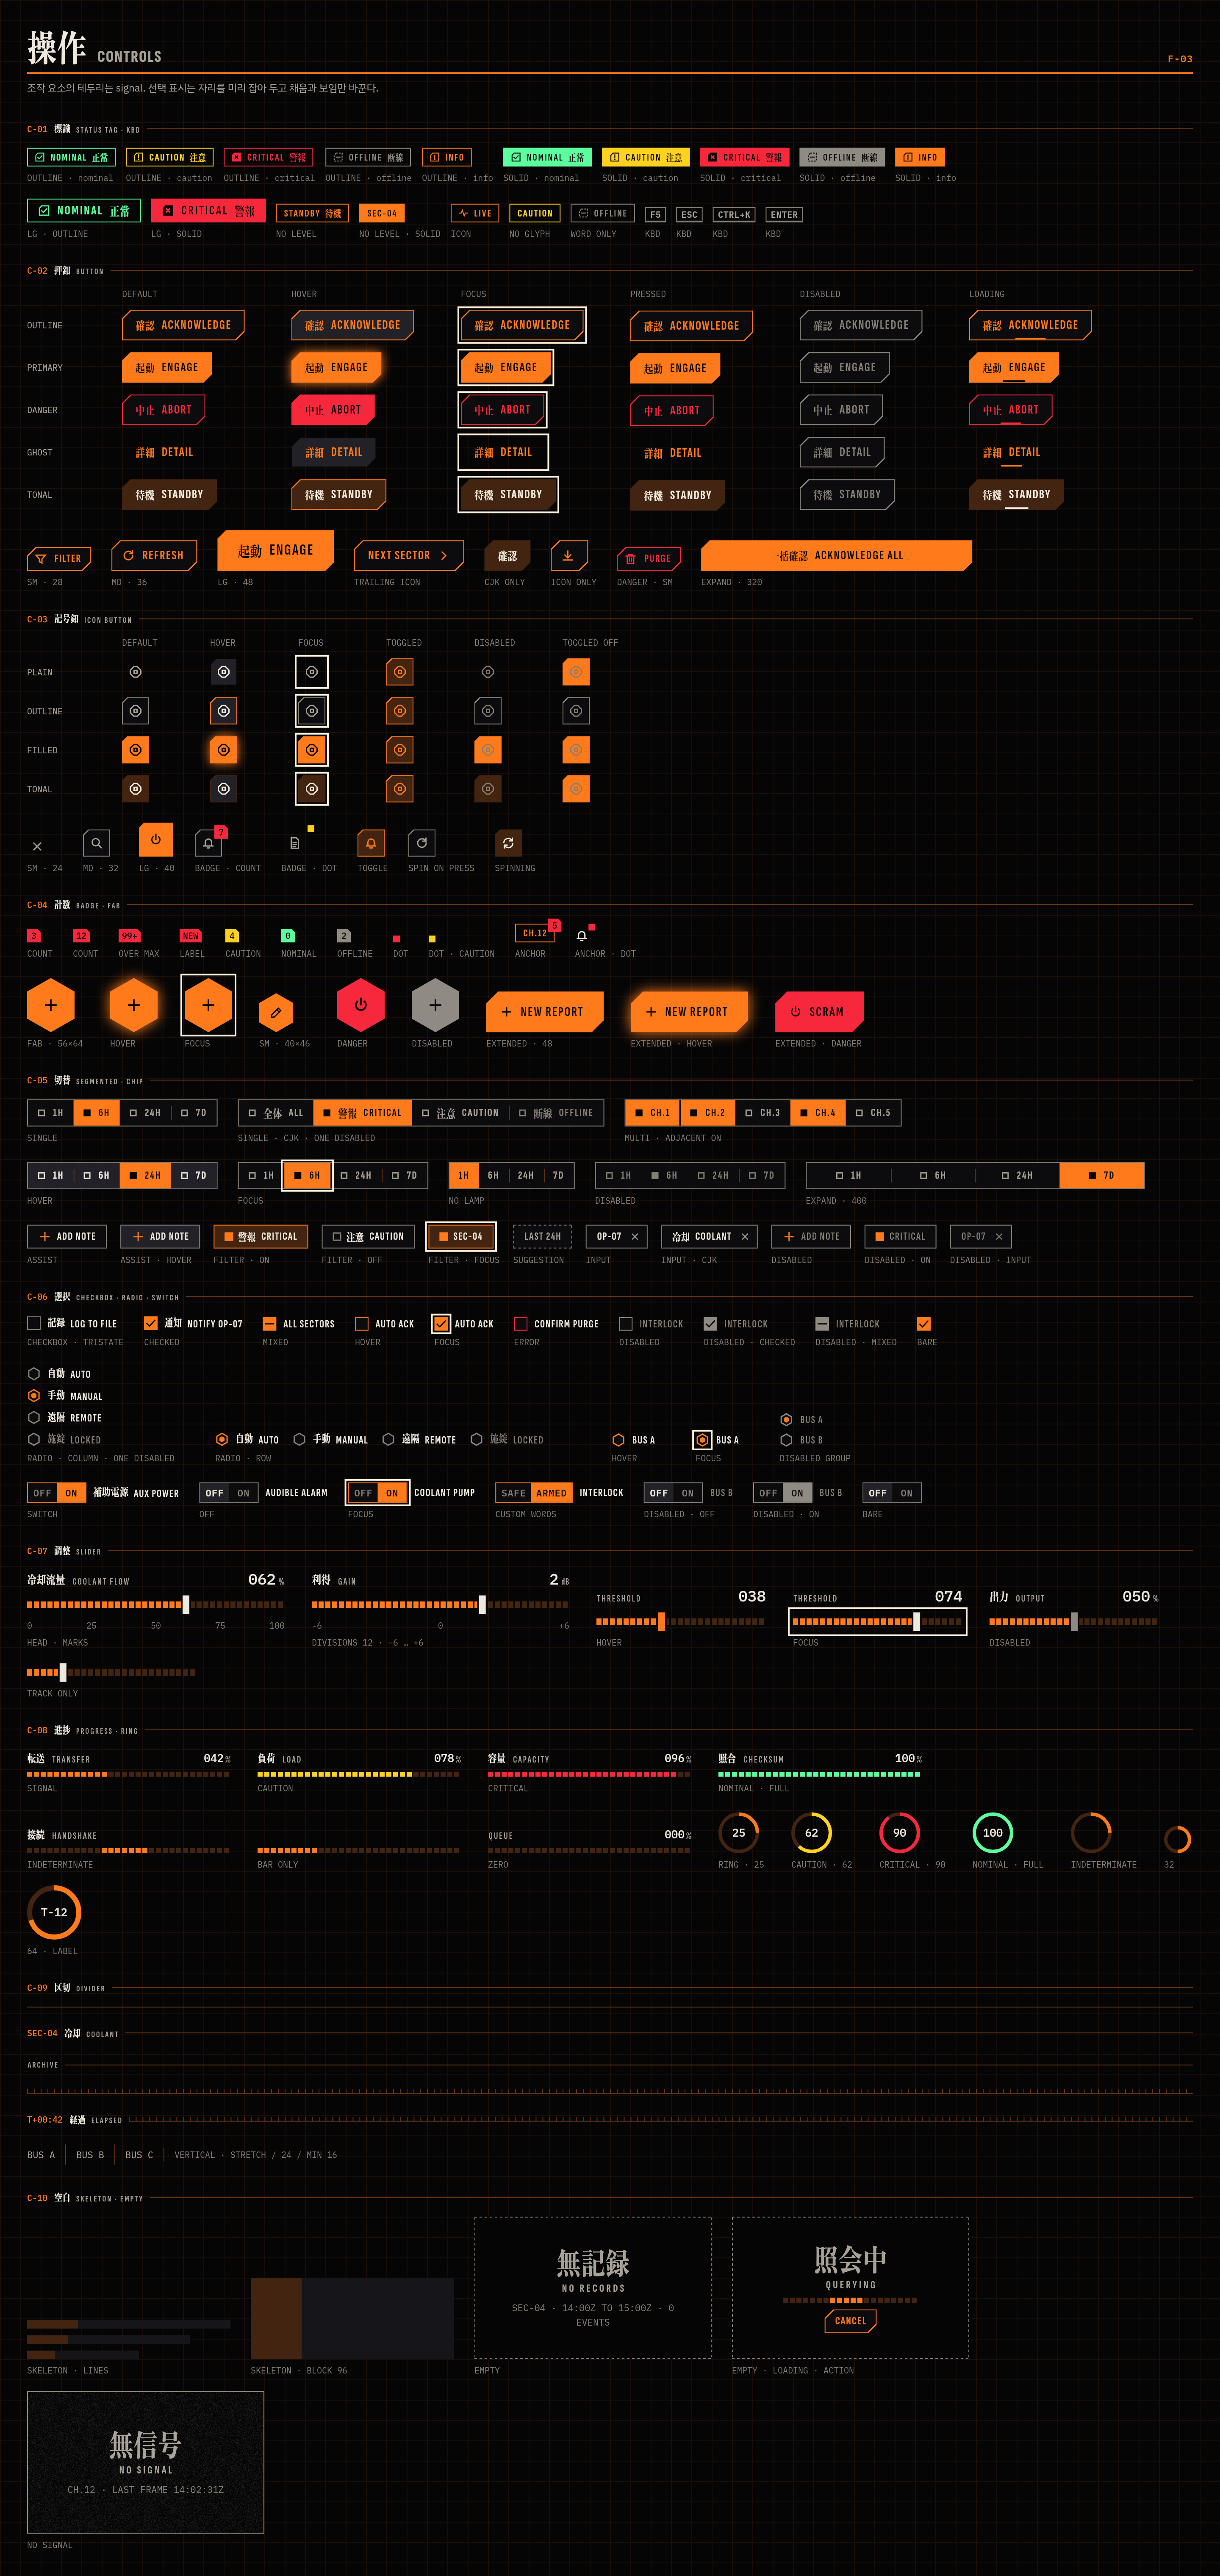 操作 CONTROLS
F-03
조작 요소의 테두리는 signal. 선택 표시는 자리를 미리 잡아 두고 채움과 보임만 바꾼다.
C-01 標識 STATUS TAG · KBD
NOMINAL 正常 CAUTION 注意 CRITICAL 警報 OFFLINE 断線 INFO NOMINAL 正常 CAUTION 注意 CRITICAL 警報 OFFLINE 断線 INFO
OUTLINE · nominal OUTLINE · caution OUTLINE · critical OUTLINE · offline OUTLINE · info SOLID · nominal SOLID · caution SOLID · critical SOLID · offline SOLID · info
NOMINAL 正常 CRITICAL 警報 STANDBY 待機 SEC-04 LIVE CAUTION OFFLINE F5 ESC CTRL+K ENTER
LG · OUTLINE LG · SOLID NO LEVEL NO LEVEL · SOLID ICON NO GLYPH WORD ONLY KBD KBD KBD KBD
C-02 押釦 BUTTON
DEFAULT HOVER FOCUS PRESSED DISABLED LOADING
OUTLINE 確認 ACKNOWLEDGE 確認 ACKNOWLEDGE 確認 ACKNOWLEDGE 確認 ACKNOWLEDGE 確認 ACKNOWLEDGE 確認 ACKNOWLEDGE
PRIMARY 起動 ENGAGE 起動 ENGAGE 起動 ENGAGE 起動 ENGAGE 起動 ENGAGE 起動 ENGAGE
DANGER 中止 ABORT 中止 ABORT 中止 ABORT 中止 ABORT 中止 ABORT 中止 ABORT
GHOST 詳細 DETAIL 詳細 DETAIL 詳細 DETAIL 詳細 DETAIL 詳細 DETAIL 詳細 DETAIL
TONAL 待機 STANDBY 待機 STANDBY 待機 STANDBY 待機 STANDBY 待機 STANDBY 待機 STANDBY
FILTER REFRESH 起動 ENGAGE NEXT SECTOR 確認 PURGE 一括確認 ACKNOWLEDGE ALL
SM · 28 MD · 36 LG · 48 TRAILING ICON CJK ONLY ICON ONLY DANGER · SM EXPAND · 320
C-03 記号釦 ICON BUTTON
DEFAULT HOVER FOCUS TOGGLED DISABLED TOGGLED OFF
PLAIN
OUTLINE
FILLED
TONAL
7
SM · 24 MD · 32 LG · 40 BADGE · COUNT BADGE · DOT TOGGLE SPIN ON PRESS SPINNING
C-04 計数 BADGE · FAB
3 12 99+ NEW 4 0 2 CH.12 5
COUNT COUNT OVER MAX LABEL CAUTION NOMINAL OFFLINE DOT DOT · CAUTION ANCHOR ANCHOR · DOT
NEW REPORT NEW REPORT SCRAM
FAB · 56×64 HOVER FOCUS SM · 40×46 DANGER DISABLED EXTENDED · 48 EXTENDED · HOVER EXTENDED · DANGER
C-05 切替 SEGMENTED · CHIP
1H 6H 24H 7D 全体 ALL 警報 CRITICAL 注意 CAUTION 断線 OFFLINE CH.1 CH.2 CH.3 CH.4 CH.5
SINGLE SINGLE · CJK · ONE DISABLED MULTI · ADJACENT ON
1H 6H 24H 7D 1H 6H 24H 7D 1H 6H 24H 7D 1H 6H 24H 7D 1H 6H 24H 7D
HOVER FOCUS NO LAMP DISABLED EXPAND · 400
ADD NOTE ADD NOTE 警報 CRITICAL 注意 CAUTION SEC-04 LAST 24H OP-07 冷却 COOLANT ADD NOTE CRITICAL OP-07
ASSIST ASSIST · HOVER FILTER · ON FILTER · OFF FILTER · FOCUS SUGGESTION INPUT INPUT · CJK DISABLED DISABLED · ON DISABLED · INPUT
C-06 選択 CHECKBOX · RADIO · SWITCH
記録 LOG TO FILE 通知 NOTIFY OP-07 ALL SECTORS AUTO ACK AUTO ACK CONFIRM PURGE INTERLOCK INTERLOCK INTERLOCK
CHECKBOX · TRISTATE CHECKED MIXED HOVER FOCUS ERROR DISABLED DISABLED · CHECKED DISABLED · MIXED BARE
自動 AUTO
手動 MANUAL
遠隔 REMOTE
BUS A
施錠 LOCKED 自動 AUTO 手動 MANUAL 遠隔 REMOTE 施錠 LOCKED BUS A BUS A BUS B
RADIO · COLUMN · ONE DISABLED RADIO · ROW HOVER FOCUS DISABLED GROUP
OFF ON 補助電源 AUX POWER OFF ON AUDIBLE ALARM OFF ON COOLANT PUMP SAFE ARMED INTERLOCK OFF ON BUS B OFF ON BUS B OFF ON
SWITCH OFF FOCUS CUSTOM WORDS DISABLED · OFF DISABLED · ON BARE
C-07 調整 SLIDER
冷却流量 COOLANT FLOW 062 % 利得 GAIN 2 dB
THRESHOLD 038 THRESHOLD 074 出力 OUTPUT 050 %
0 25 50 75 100 -6 0 +6
HEAD · MARKS DIVISIONS 12 · −6 … +6 HOVER FOCUS DISABLED
TRACK ONLY
C-08 進捗 PROGRESS · RING
転送 TRANSFER 042% 負荷 LOAD 078% 容量 CAPACITY 096% 照合 CHECKSUM 100%
SIGNAL CAUTION CRITICAL NOMINAL · FULL
接続 HANDSHAKE QUEUE 000% 25 62 90 100
INDETERMINATE BAR ONLY ZERO RING · 25 CAUTION · 62 CRITICAL · 90 NOMINAL · FULL INDETERMINATE 32
T-12
64 · LABEL
C-09 区切 DIVIDER
SEC-04 冷却 COOLANT
ARCHIVE
T+00:42 経過 ELAPSED
BUS A BUS B BUS C VERTICAL · STRETCH / 24 / MIN 16
C-10 空白 SKELETON · EMPTY
無記録
NO RECORDS
SEC-04 · 14:00Z TO 15:00Z · 0
EVENTS
照会中
QUERYING
CANCEL
SKELETON · LINES SKELETON · BLOCK 96 EMPTY EMPTY · LOADING · ACTION
無信号
NO SIGNAL
CH.12 · LAST FRAME 14:02:31Z
NO SIGNAL